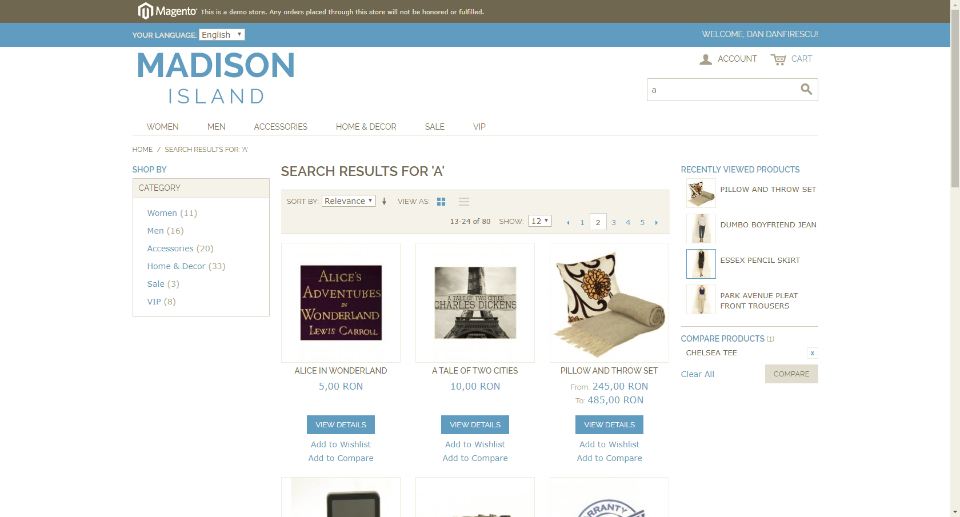 Magento This is a demo store. Any orders placed through this store will not be honored or fulfilled.
YOUR LANGUAGE: English WELCOME, DAN DANFIRESCU!
MADISON
ISLAND
ACCOUNT CART
a
WOMEN MEN ACCESSORIES HOME & DECOR SALE VIP
HOME / SEARCH RESULTS FOR: 'A'
SHOP BY
CATEGORY
Women (11)
Men (16)
Accessories (20)
Home & Decor (33)
Sale (3)
VIP (8)
SEARCH RESULTS FOR 'A'
SORT BY: Relevance VIEW AS:
13-24 of 80 SHOW: 12 1 2 3 4 5
ALICE'S
ADVENTURES
IN
WONDERLAND
LEWIS CARROLL
ALICE IN WONDERLAND
5,00 RON
VIEW DETAILS
Add to Wishlist
Add to Compare
A TALE OF TWO CITIES
CHARLES DICKENS
A TALE OF TWO CITIES
10,00 RON
VIEW DETAILS
Add to Wishlist
Add to Compare
PILLOW AND THROW SET
From: 245,00 RON
To: 485,00 RON
VIEW DETAILS
Add to Wishlist
Add to Compare
RANTY
RECENTLY VIEWED PRODUCTS
PILLOW AND THROW SET
DUMBO BOYFRIEND JEAN
ESSEX PENCIL SKIRT
PARK AVENUE PLEAT
FRONT TROUSERS
COMPARE PRODUCTS (1)
CHELSEA TEE x
Clear All COMPARE